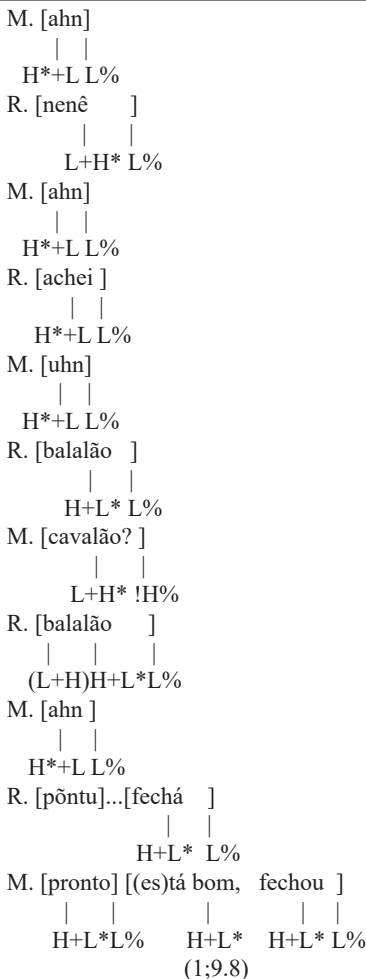 M. [ahn]
| |
H*+L L%
R. [nenê ]
| |
L+H* L%
M. [ahn]
| |
H*+L L%
R. [achei ]
| |
H*+L L%
M. [uhn]
| |
H*+L L%
R. [balalão ]
| |
H+L* L%
M. [cavalão? ]
| |
L+H* !H%
R. [balalão ]
| | |
(L+H)H+L*L%
M. [ahn ]
| |
H*+L L%
R. [põntu]...[fechá ]
| |
H+L* L%
M. [pronto] [(es)tá bom, fechou ]
| | | | |
H+L*L% H+L* H+L* L%
(1;9.8)